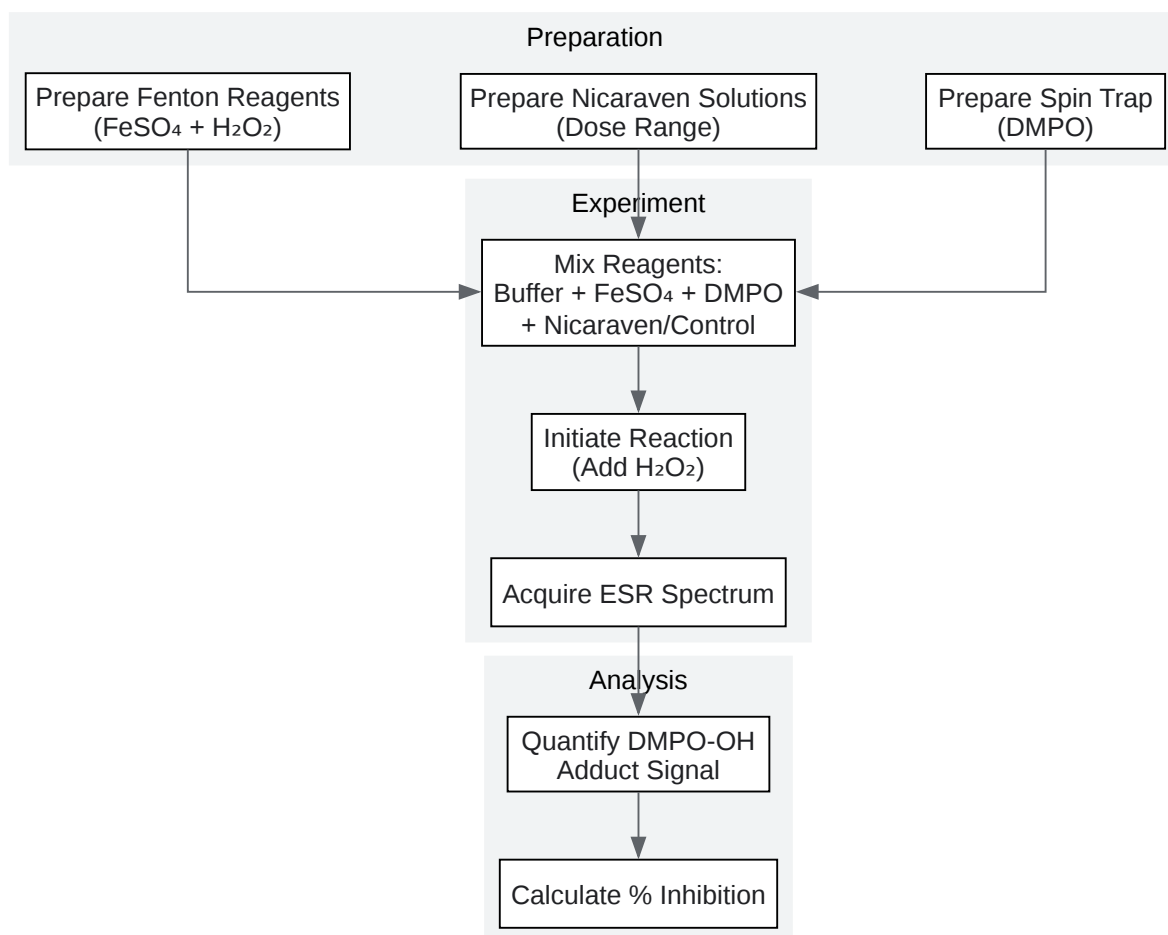 Preparation
Prepare Fenton Reagents
(FeSO₄ + H₂O₂)
Prepare Nicaraven Solutions
(Dose Range)
Prepare Spin Trap
(DMPO)
Experiment
Mix Reagents:
Buffer + FeSO₄ + DMPO
+ Nicaraven/Control
Initiate Reaction
(Add H₂O₂)
Acquire ESR Spectrum
Analysis
Quantify DMPO-OH
Adduct Signal
Calculate % Inhibition